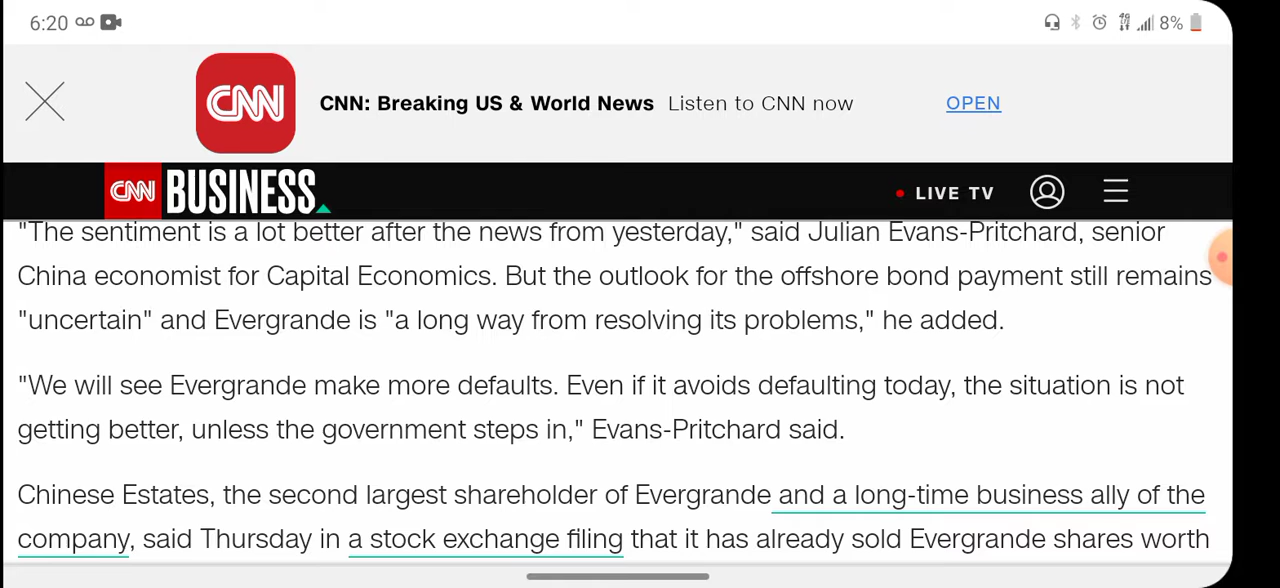 6:20 8%
CNN
CNN: Breaking US & World News Listen to CNN now OPEN
CNN BUSINESS LIVE TV
"The sentiment is a lot better after the news from yesterday," said Julian Evans-Pritchard, senior
China economist for Capital Economics. But the outlook for the offshore bond payment still remains
"uncertain" and Evergrande is "a long way from resolving its problems," he added.
"We will see Evergrande make more defaults. Even if it avoids defaulting today, the situation is not
getting better, unless the government steps in," Evans-Pritchard said.
Chinese Estates, the second largest shareholder of Evergrande and a long-time business ally of the
company, said Thursday in a stock exchange filing that it has already sold Evergrande shares worth